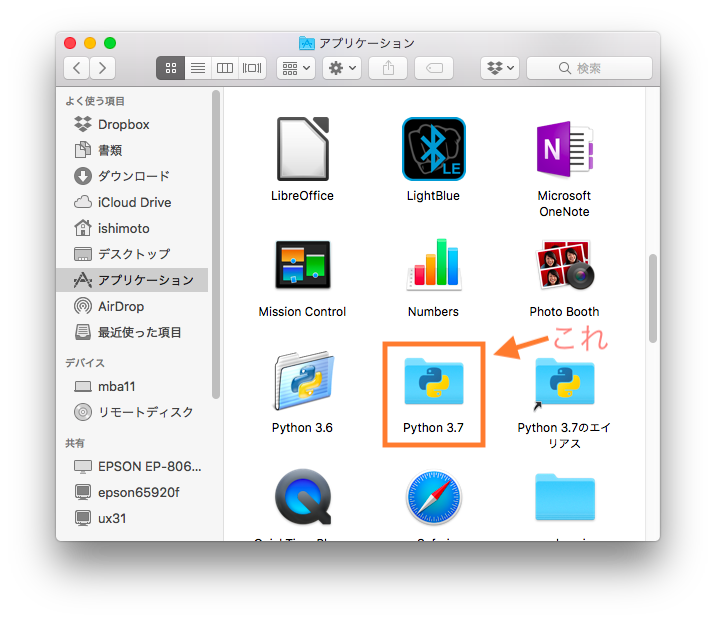 アプリケーション
検索
よく使う項目
Dropbox
書類
ダウンロード
iCloud Drive
ishimoto
デスクトップ
アプリケーション
AirDrop
最近使った項目
デバイス
mba11
リモートディスク
共有
EPSON EP-806...
epson65920f
ux31
LibreOffice
LE
LightBlue
N
Microsoft
OneNote
Mission Control
Numbers
Photo Booth
これ
Python 3.6
Python 3.7
Python 3.7のエイ
リアス